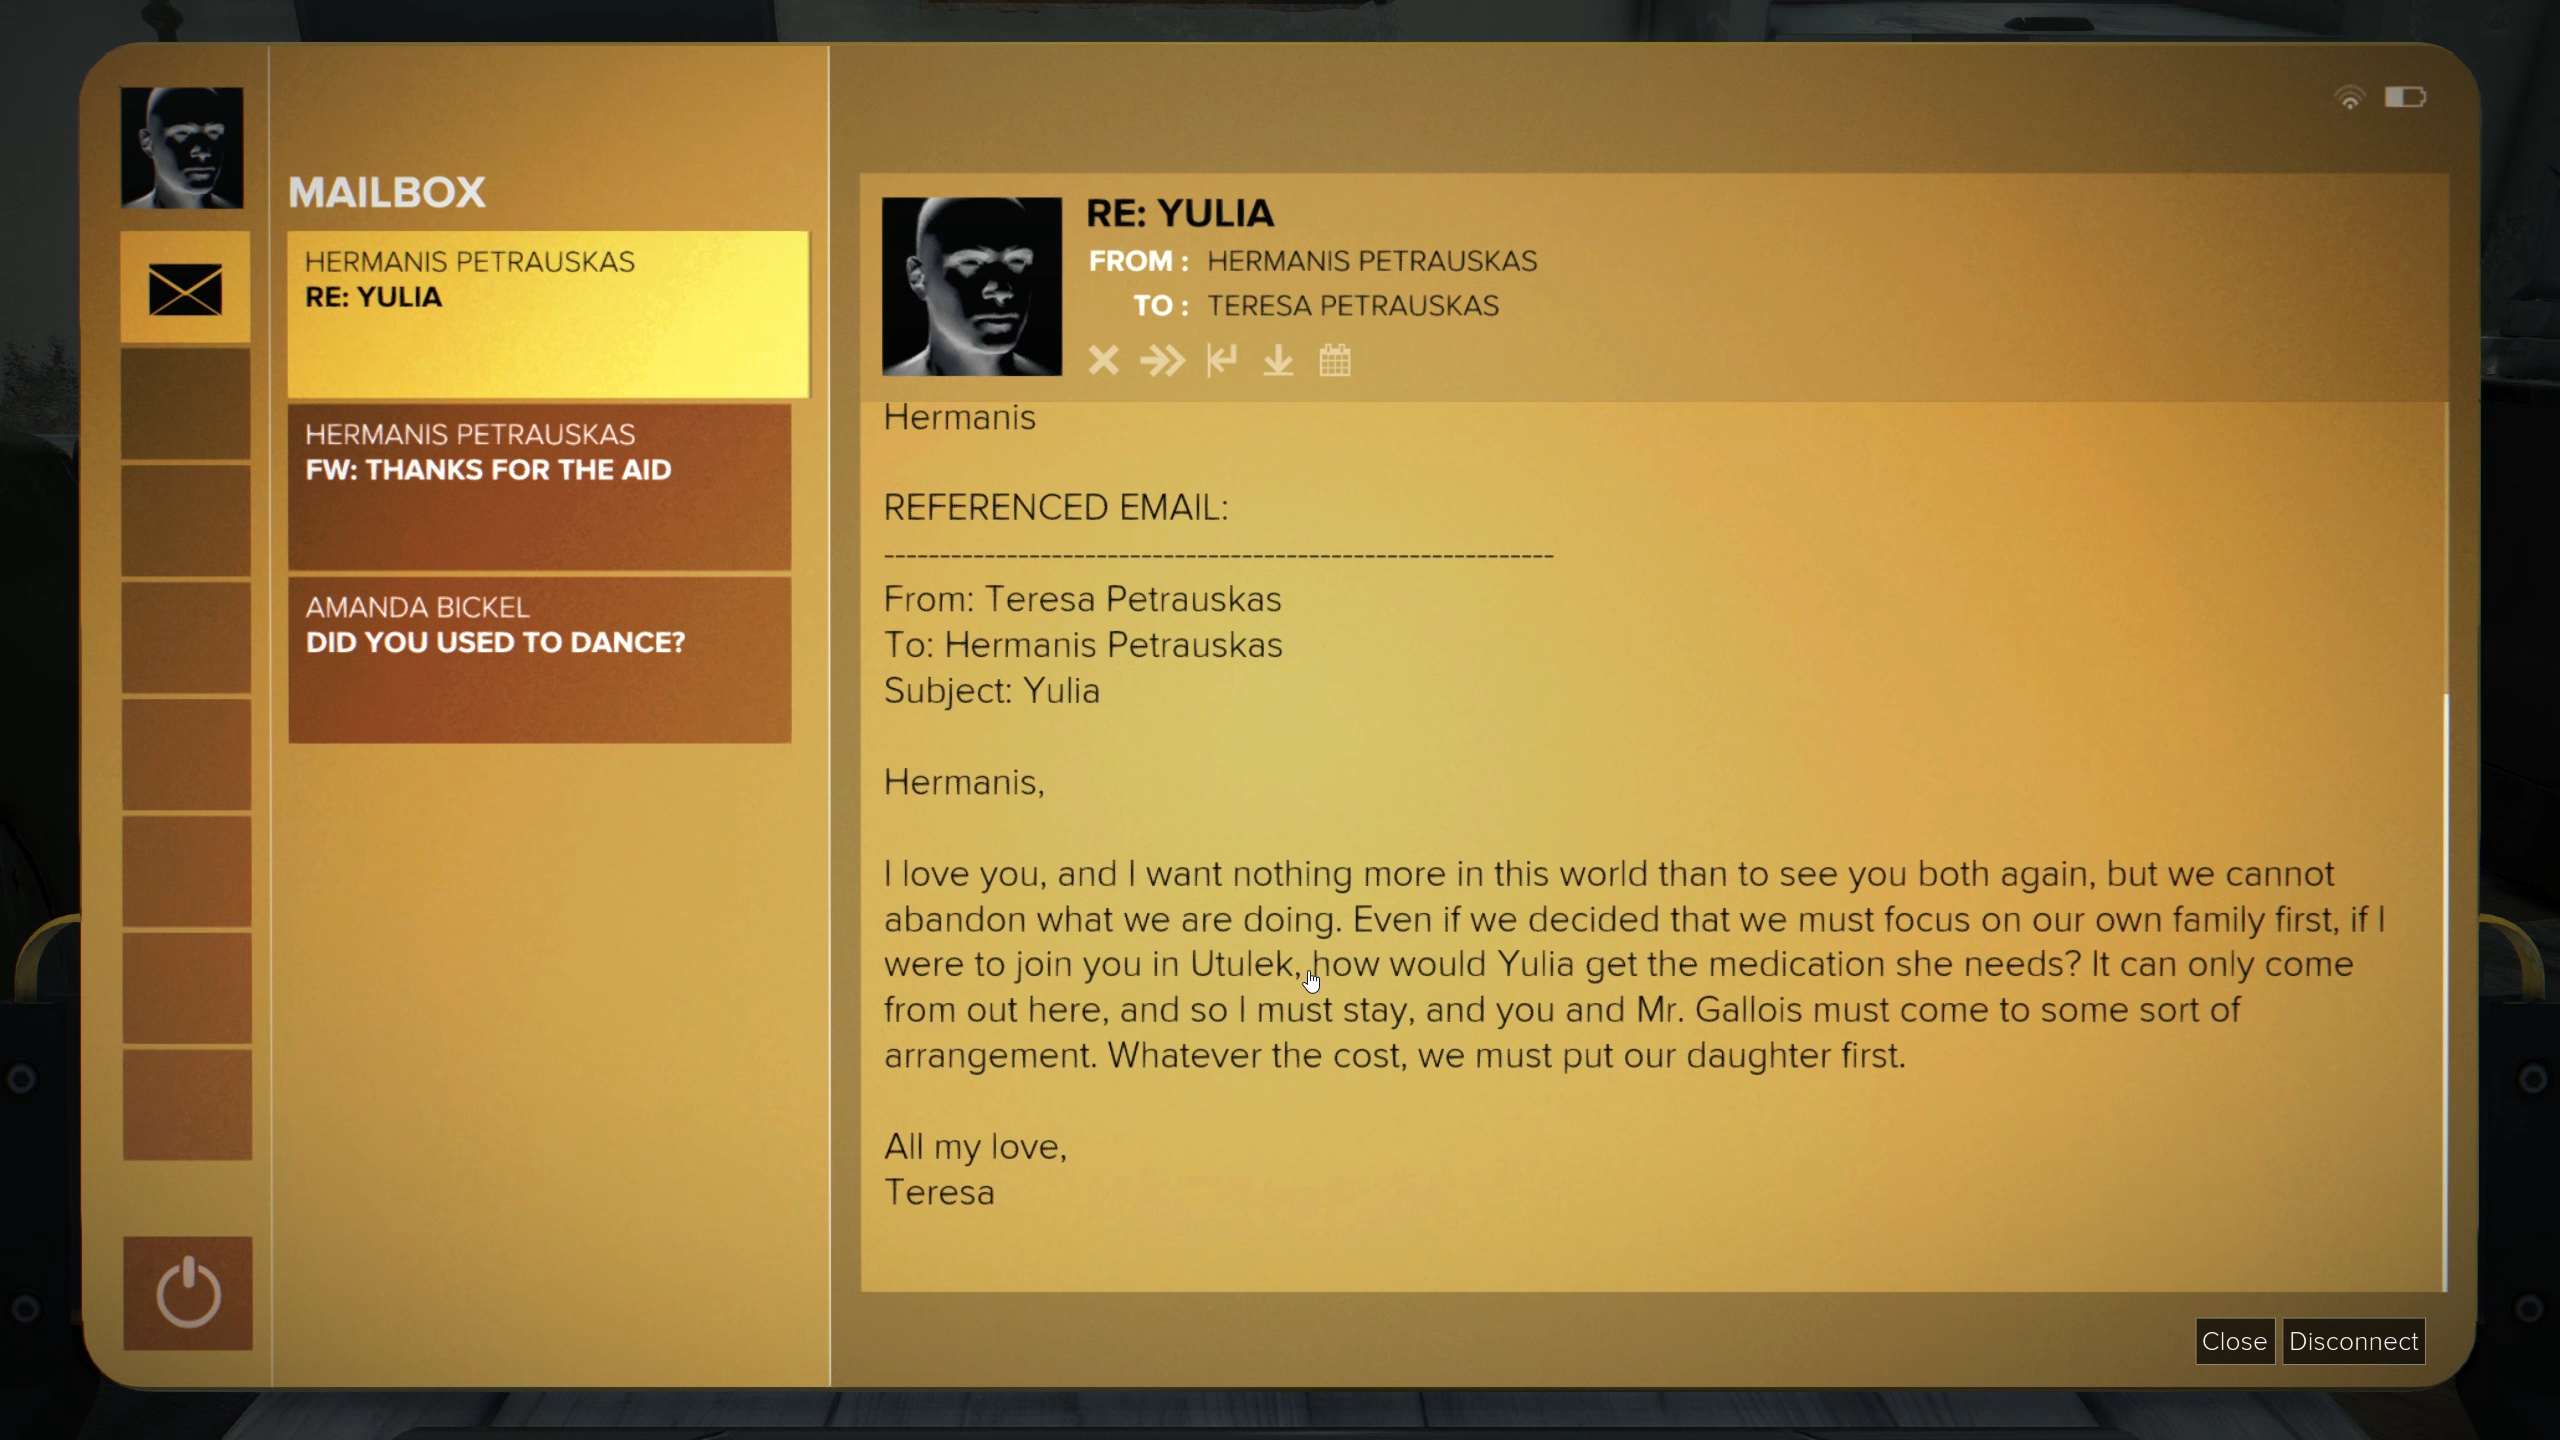 MAILBOX
HERMANIS PETRAUSKAS
RE: YULIA
HERMANIS PETRAUSKAS
FW: THANKS FOR THE AID
AMANDA BICKEL
DID YOU USED TO DANCE?
RE: YULIA
FROM : HERMANIS PETRAUSKAS
TO : TERESA PETRAUSKAS
Hermanis
REFERENCED EMAIL:
------------------------------------------------------------
From: Teresa Petrauskas
To: Hermanis Petrauskas
Subject: Yulia
Hermanis,
I love you, and I want nothing more in this world than to see you both again, but we cannot
abandon what we are doing. Even if we decided that we must focus on our own family first, if I
were to join you in Utulek, how would Yulia get the medication she needs? It can only come
from out here, and so I must stay, and you and Mr. Gallois must come to some sort of
arrangement. Whatever the cost, we must put our daughter first.
All my love,
Teresa
Close Disconnect